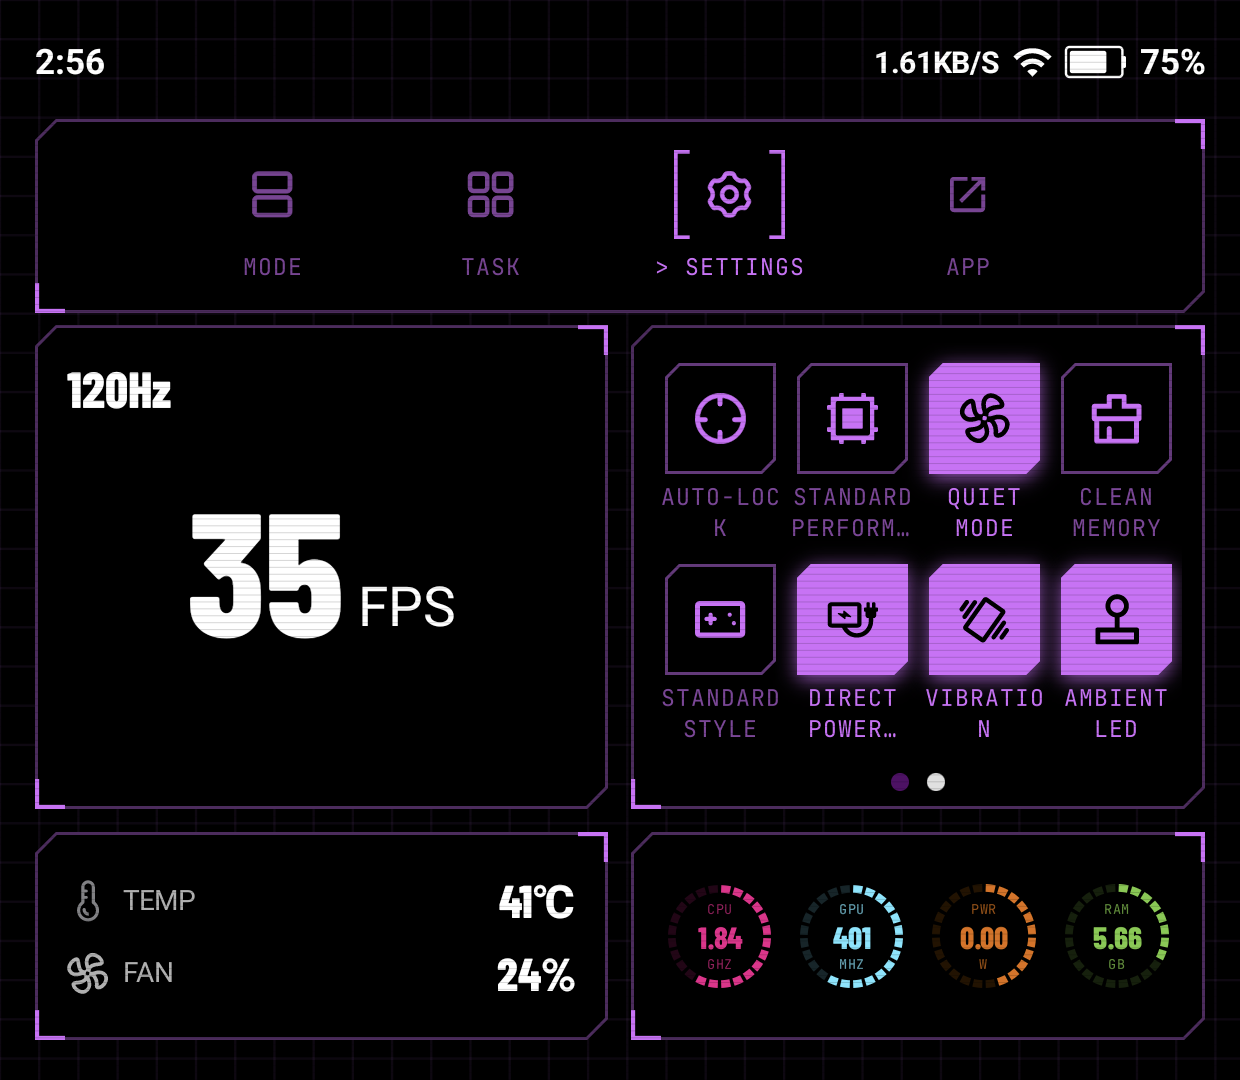 2:56 1.61KB/S 75%
MODE TASK > SETTINGS APP
120Hz
35 FPS
AUTO-LOC STANDARD QUIET CLEAN
K PERFORM… MODE MEMORY
STANDARD DIRECT VIBRATIO AMBIENT
STYLE POWER… N LED
TEMP 41°C
FAN 24%
CPU GPU PWR RAM
1.84 401 0.00 5.66
GHZ MHZ W GB